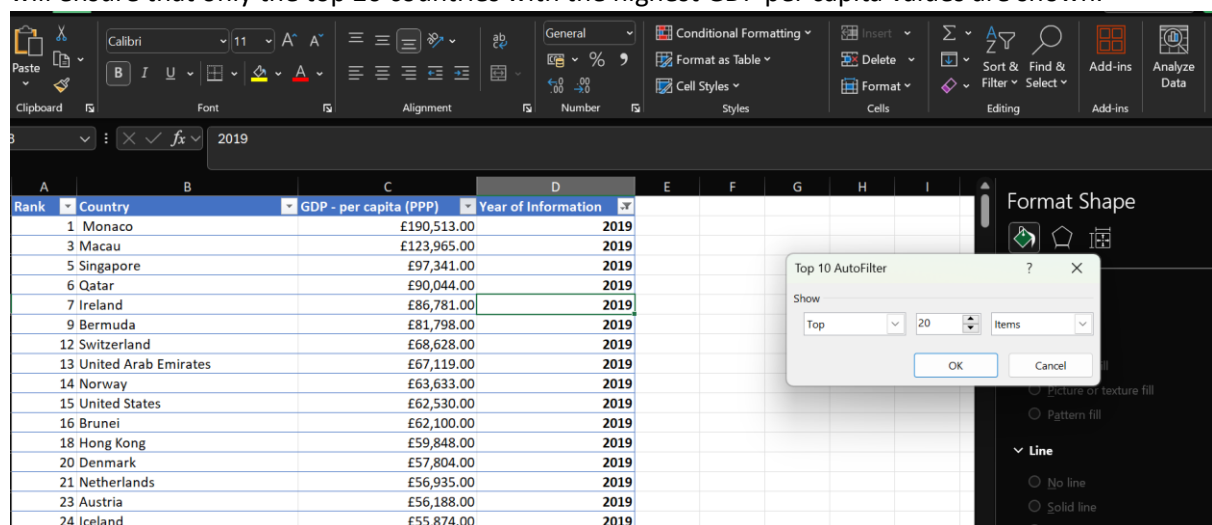 will ensure that only the top 20 countries with the highest GDP per capita values are shown.
Calibri 11 A^ A˅ ab General Conditional Formatting Insert Σ
Paste B I U A % 9 Format as Table Delete Sort & Find & Add-ins Analyze
Cell Styles Format Filter Select Data
Clipboard Font Alignment Number Styles Cells Editing Add-ins
fx 2019
A B C D E F G H I
Rank Country GDP - per capita (PPP) Year of Information
1 Monaco £190,513.00 2019
3 Macau £123,965.00 2019
5 Singapore £97,341.00 2019
6 Qatar £90,044.00 2019
7 Ireland £86,781.00 2019
9 Bermuda £81,798.00 2019
12 Switzerland £68,628.00 2019
13 United Arab Emirates £67,119.00 2019
14 Norway £63,633.00 2019
15 United States £62,530.00 2019
16 Brunei £62,100.00 2019
18 Hong Kong £59,848.00 2019
20 Denmark £57,804.00 2019
21 Netherlands £56,935.00 2019
23 Austria £56,188.00 2019
24 Iceland £55,874.00 2019
Format Shape
Top 10 AutoFilter ? X
Show
Top 20 Items
OK Cancel
Picture or texture fill
Pattern fill
Line
No line
Solid line